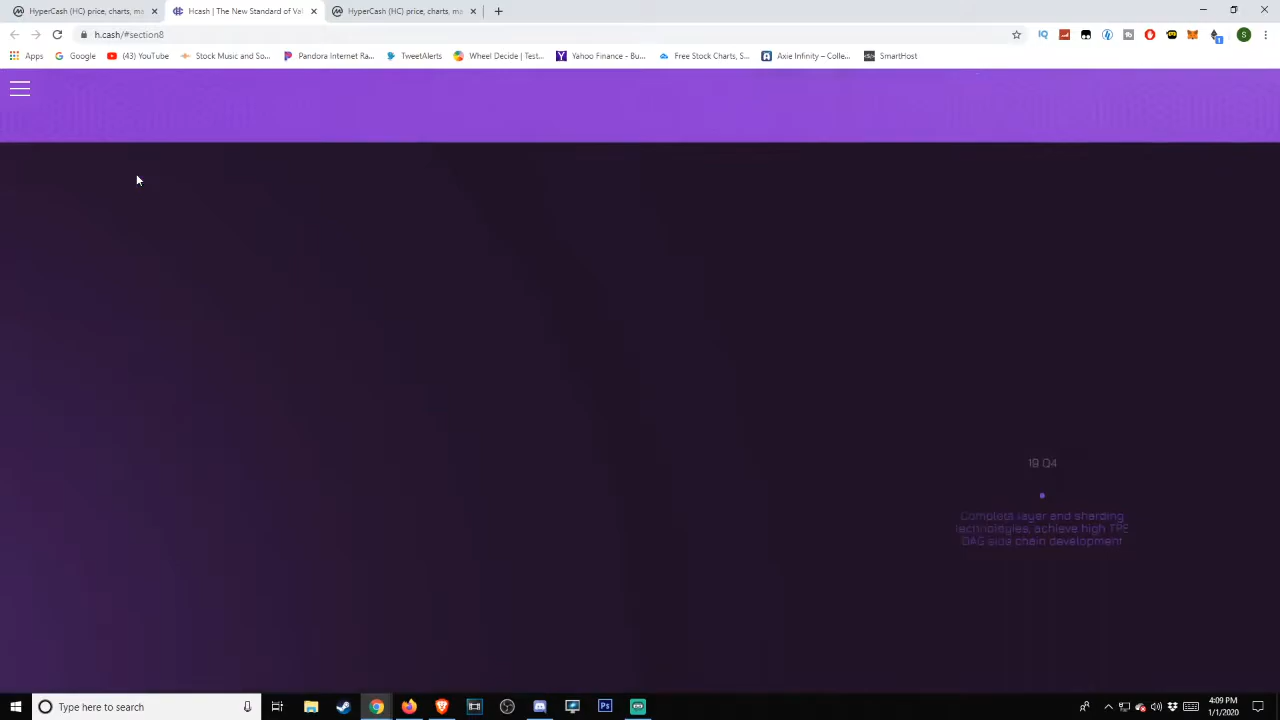 HyperCash (HC) price, charts, ma
Hcash | The New Standard of Val
HyperCash (HC) price, charts, ma
h.cash/#section8
Apps
Google
(43) YouTube
Stock Music and So...
Pandora Internet Ra...
TweetAlerts
Wheel Decide | Test...
Yahoo Finance - Bu...
Free Stock Charts, S...
Axie Infinity – Colle...
SmartHost
19 Q4
layer and sharding
technologies, achieve high TPS
DAG side chain development
Type here to search
4:09 PM
1/1/2020